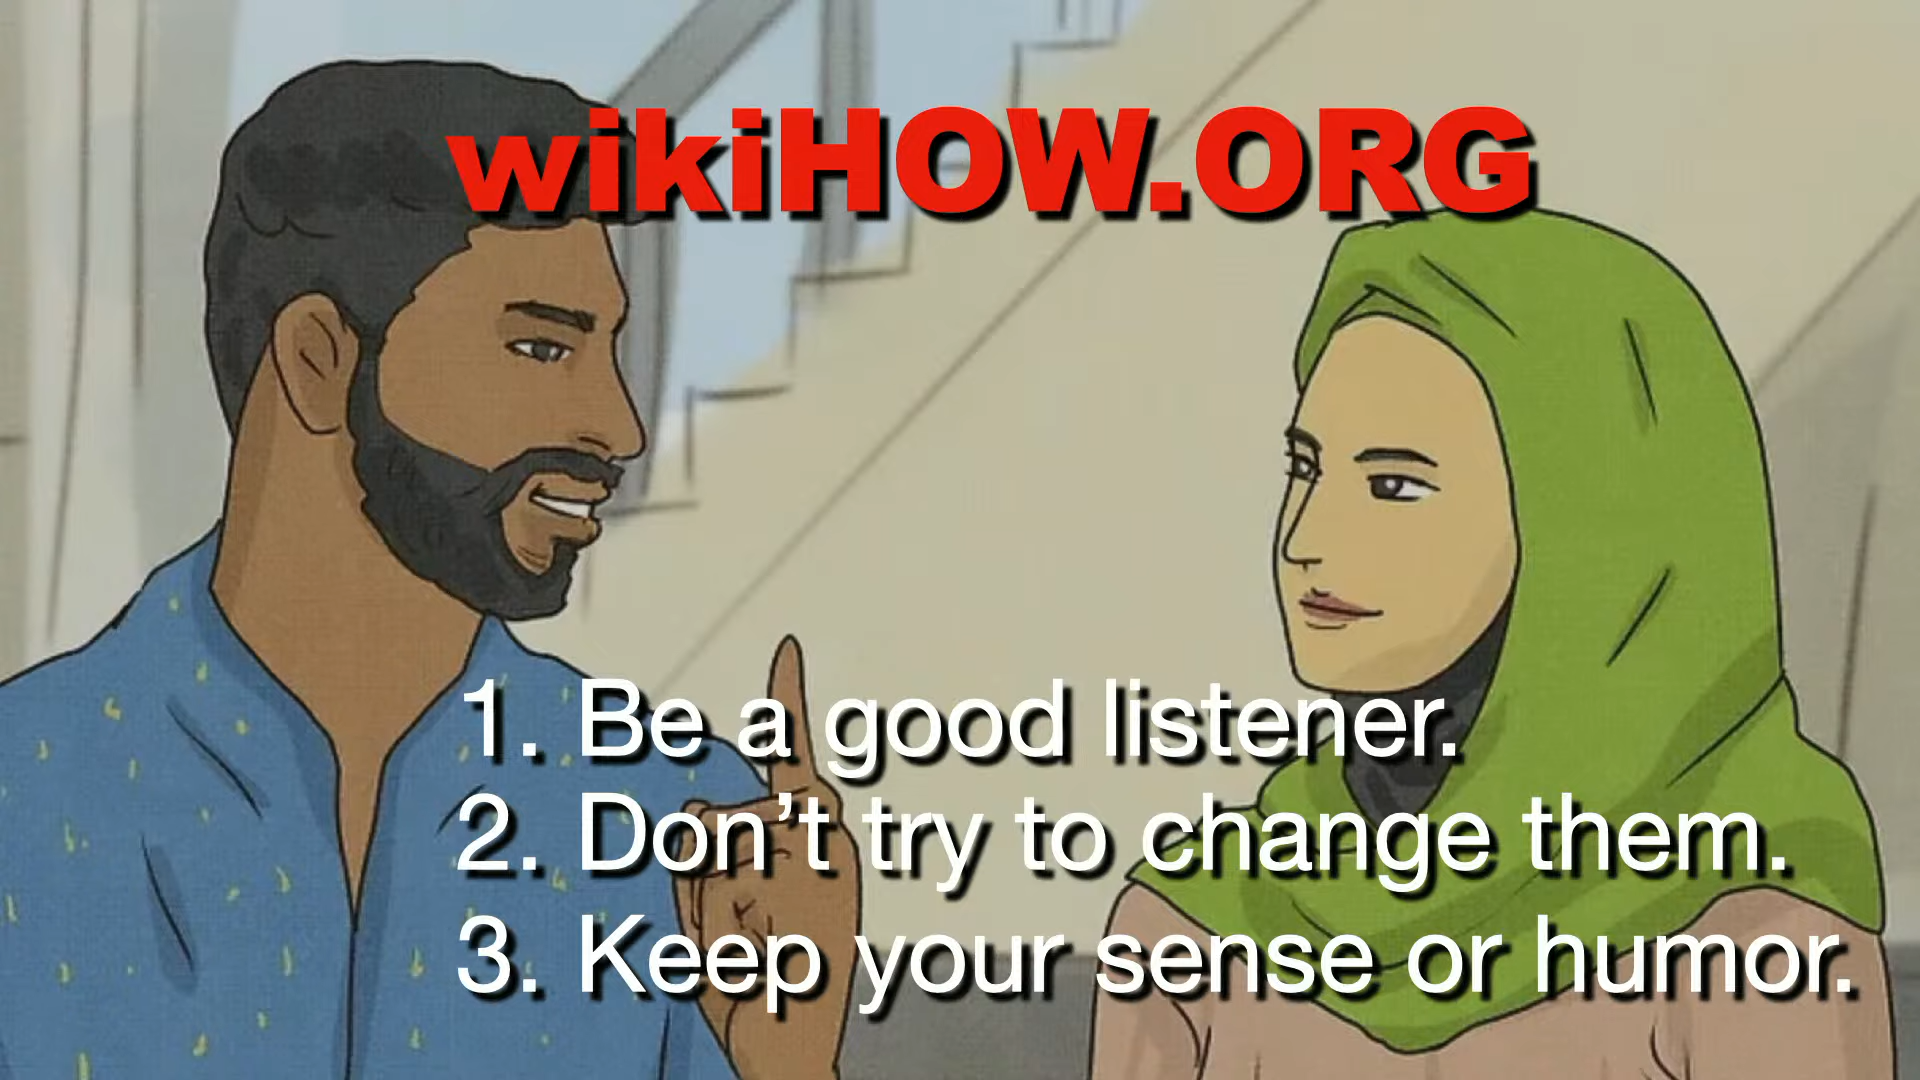 wikiHOW.ORG
1. Be a good listener.
2. Don’t try to change them.
3. Keep your sense or humor.